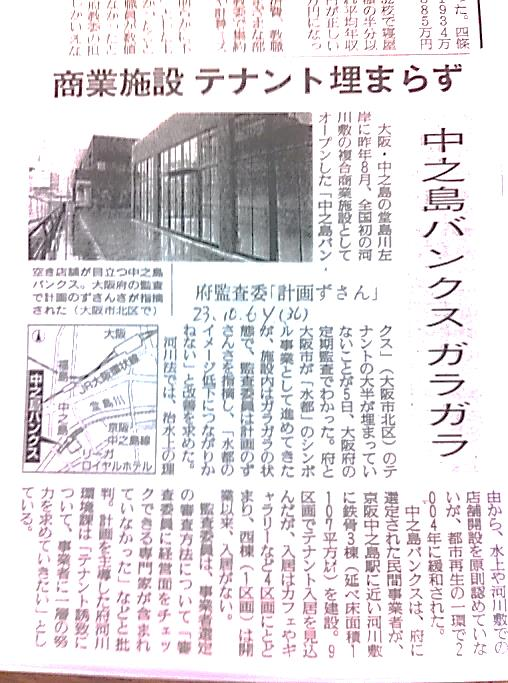 商業施設 テナント埋まらず
中之島バンクス ガラガラ
府監査委「計画ずさん」
23.10.6 Y(36)
大阪・中之島の堂島川左
岸に昨年8月、全国初の河
川敷の複合商業施設として
オープンした「中之島バン
クス」(大阪市北区)のテ
ナントの大半が埋まってい
ないことが5日、大阪府の
定期監査でわかった。府と
大阪市が「水都」のシンボ
ル事業として進めてきた
が、施設内はガラガラの状
態で、監査委員は計画のず
さんさを指摘し、「水都の
イメージ低下につながりか
ねない」と改善を求めた。
河川法では、治水上の理
由から、水上や河川敷での
店舗開設を原則認めていな
いが、都市再生の一環で2
004年に緩和された。
中之島バンクスは、府に
選定された民間事業者が、
京阪中之島駅に近い河川敷
に鉄骨3棟(延べ床面積1
107平方㍍)を建設。9
区画でテナント入居を見込
んだが、入居はカフェやギ
ャラリーなど4区画にとど
まり、西棟(1区画)は開
業以来、入居がない。
監査委員は、事業者選定
の審査方法について「審
査委員に経営面をチェッ
クできる専門家が含まれ
ていなかった」などと批
判。計画を主導した府河川
環境課は「テナント誘致に
ついて、事業者に一層の努
力を求めていきたい」とし
ている。
空き店舗が目立つ中之島
バンクス。大阪府の監査
で計画のずさんさが指摘
された(大阪市北区で)
大阪
JR大阪環状線
福島
堂島川
中之島
京阪
中之島線
リーガ
ロイヤルホテル
中之島バンクス